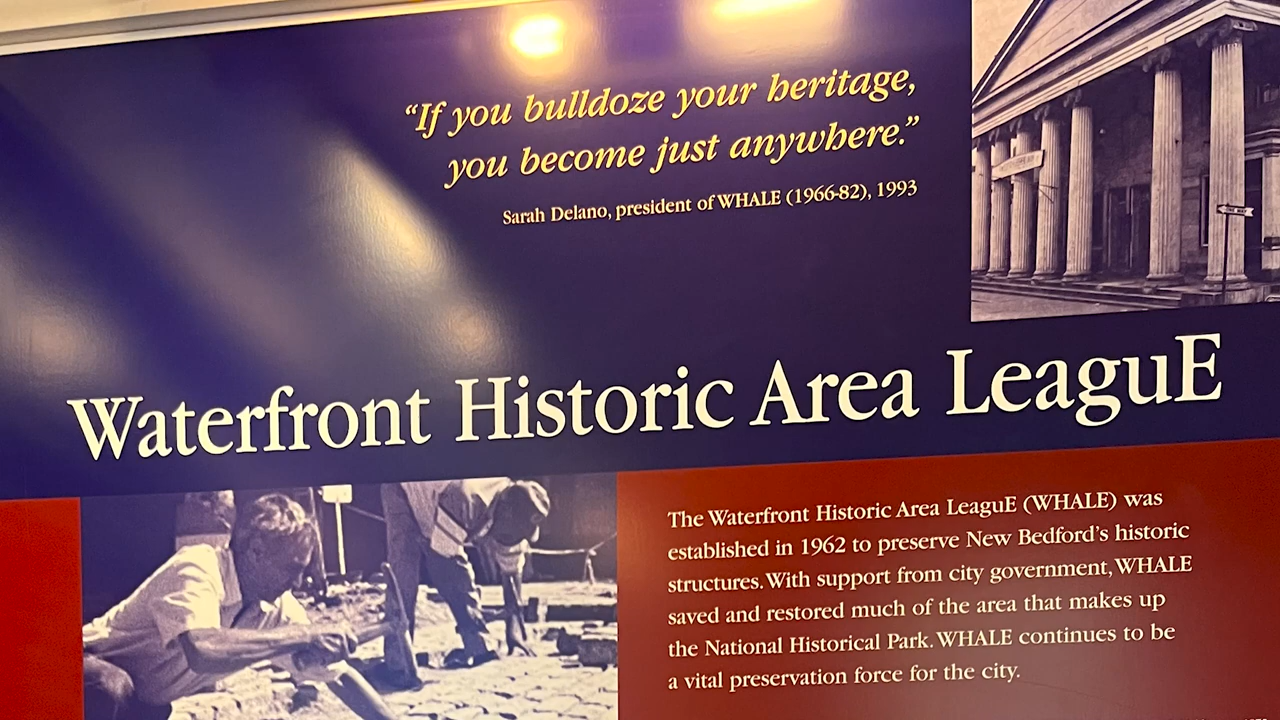 “If you bulldoze your heritage,
you become just anywhere.”
Sarah Delano, president of WHALE (1966-82), 1993
ONE WAY
Waterfront Historic Area LeaguE
The Waterfront Historic Area LeaguE (WHALE) was
established in 1962 to preserve New Bedford’s historic
structures. With support from city government, WHALE
saved and restored much of the area that makes up
the National Historical Park. WHALE continues to be
a vital preservation force for the city.